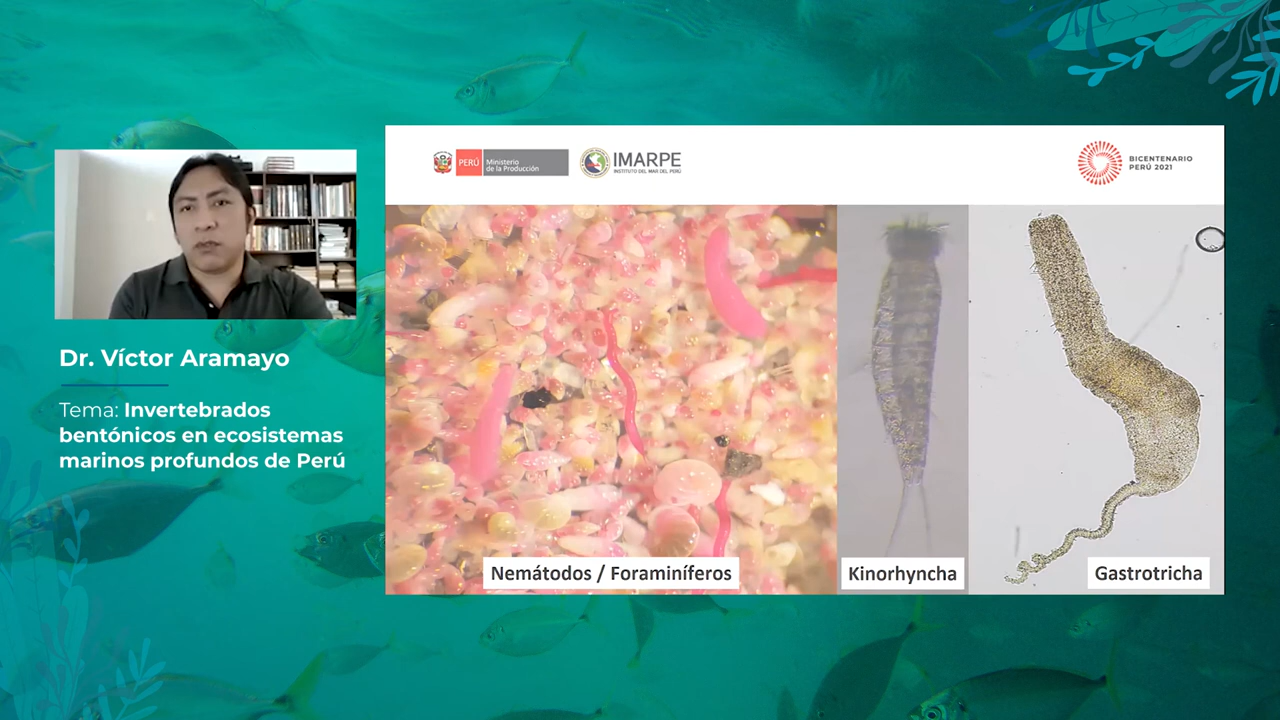 Dr. Víctor Aramayo
Tema: Invertebrados
bentónicos en ecosistemas
marinos profundos de Perú
PERÚ
Ministerio
de la Producción
IMARPE
INSTITUTO DEL MAR DEL PERÚ
BICENTENARIO
PERÚ 2021
Nemátodos / Foraminíferos
Kinorhyncha
Gastrotricha